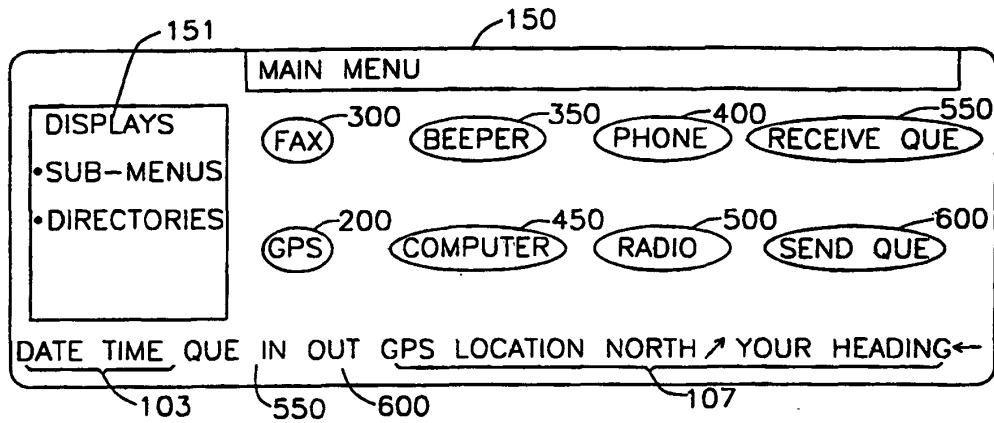 151 150
MAIN MENU
DISPLAYS
•SUB-MENUS
•DIRECTORIES
300 350 400 550
FAX BEEPER PHONE RECEIVE QUE
200 450 500 600
GPS COMPUTER RADIO SEND QUE
DATE TIME QUE IN OUT GPS LOCATION NORTH↗ YOUR HEADING←
103 550 600 107